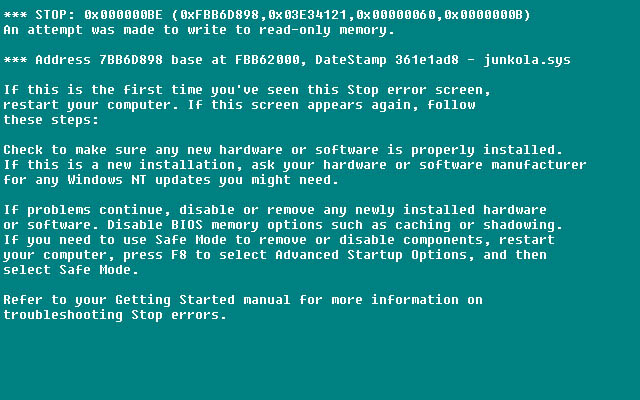 *** STOP: 0x000000BE (0xFBB6D898,0x03E34121,0x00000060,0x0000000B)
An attempt was made to write to read-only memory.
*** Address 7BB6D898 base at FBB62000, DateStamp 361e1ad8 - junkola.sys
If this is the first time you've seen this Stop error screen,
restart your computer. If this screen appears again, follow
these steps:
Check to make sure any new hardware or software is properly installed.
If this is a new installation, ask your hardware or software manufacturer
for any Windows NT updates you might need.
If problems continue, disable or remove any newly installed hardware
or software. Disable BIOS memory options such as caching or shadowing.
If you need to use Safe Mode to remove or disable components, restart
your computer, press F8 to select Advanced Startup Options, and then
select Safe Mode.
Refer to your Getting Started manual for more information on
troubleshooting Stop errors.